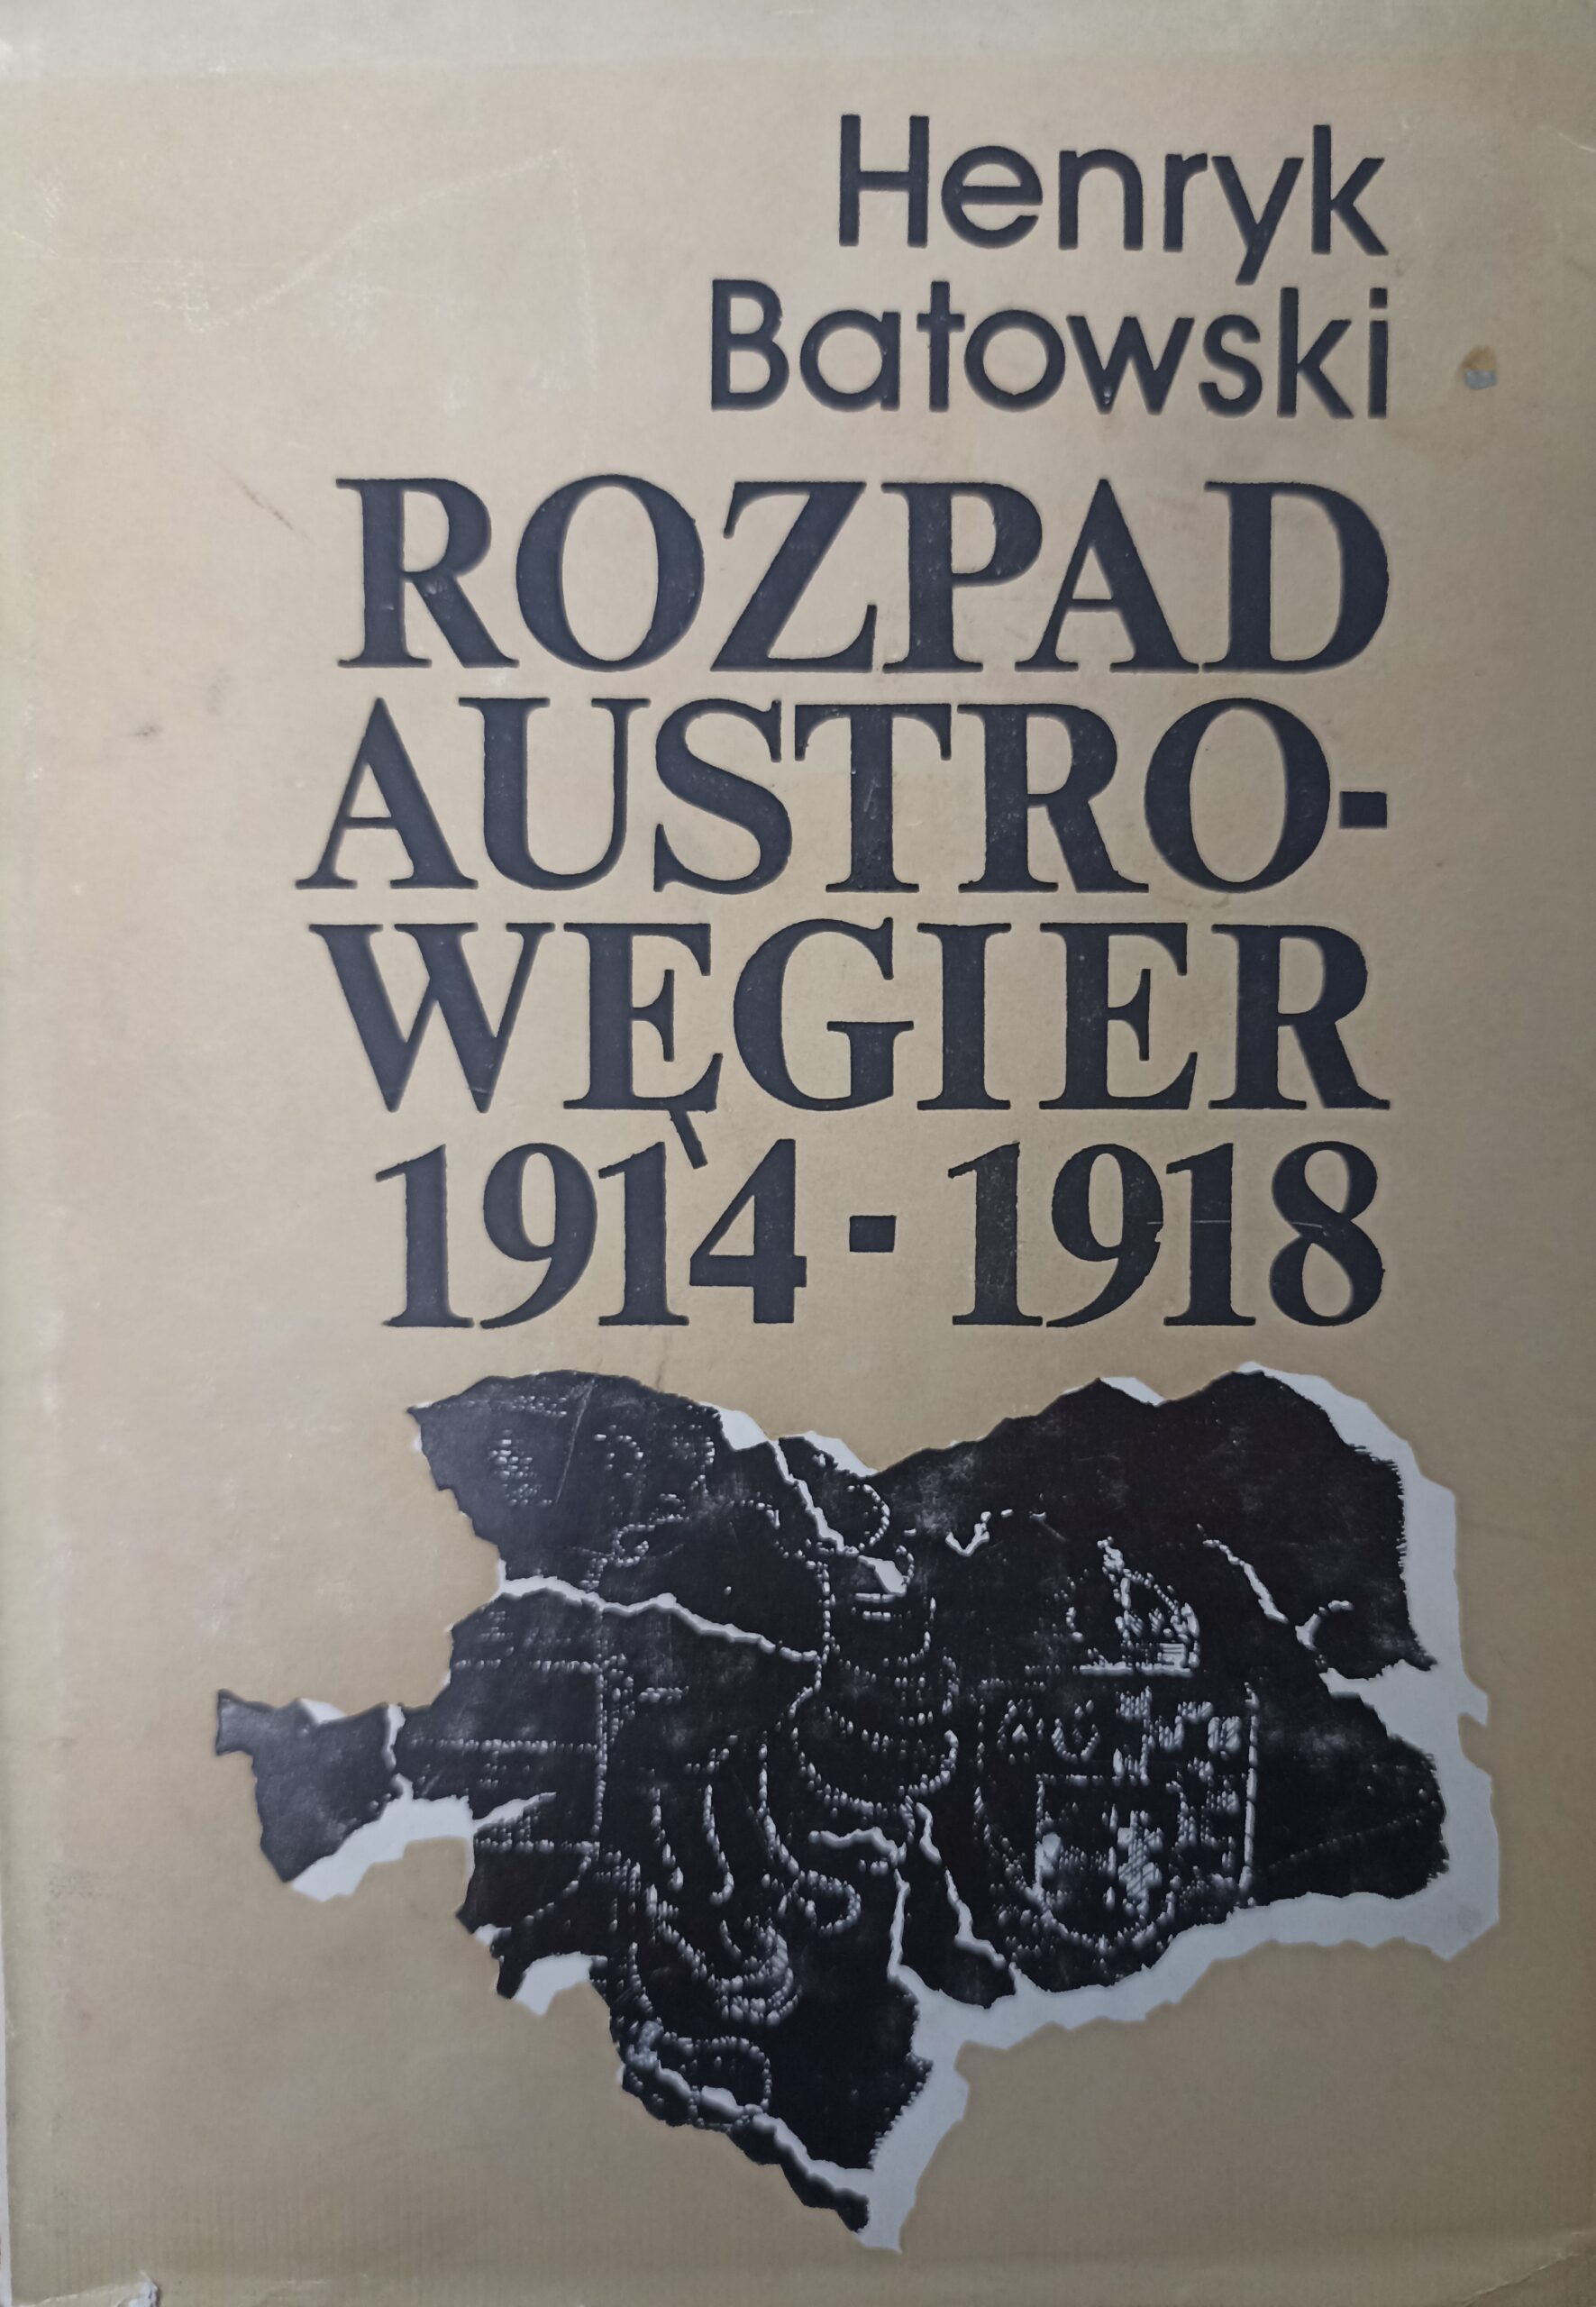 Henryk
Batowski
ROZPAD
AUSTRO-
WĘGIER
1914-1918